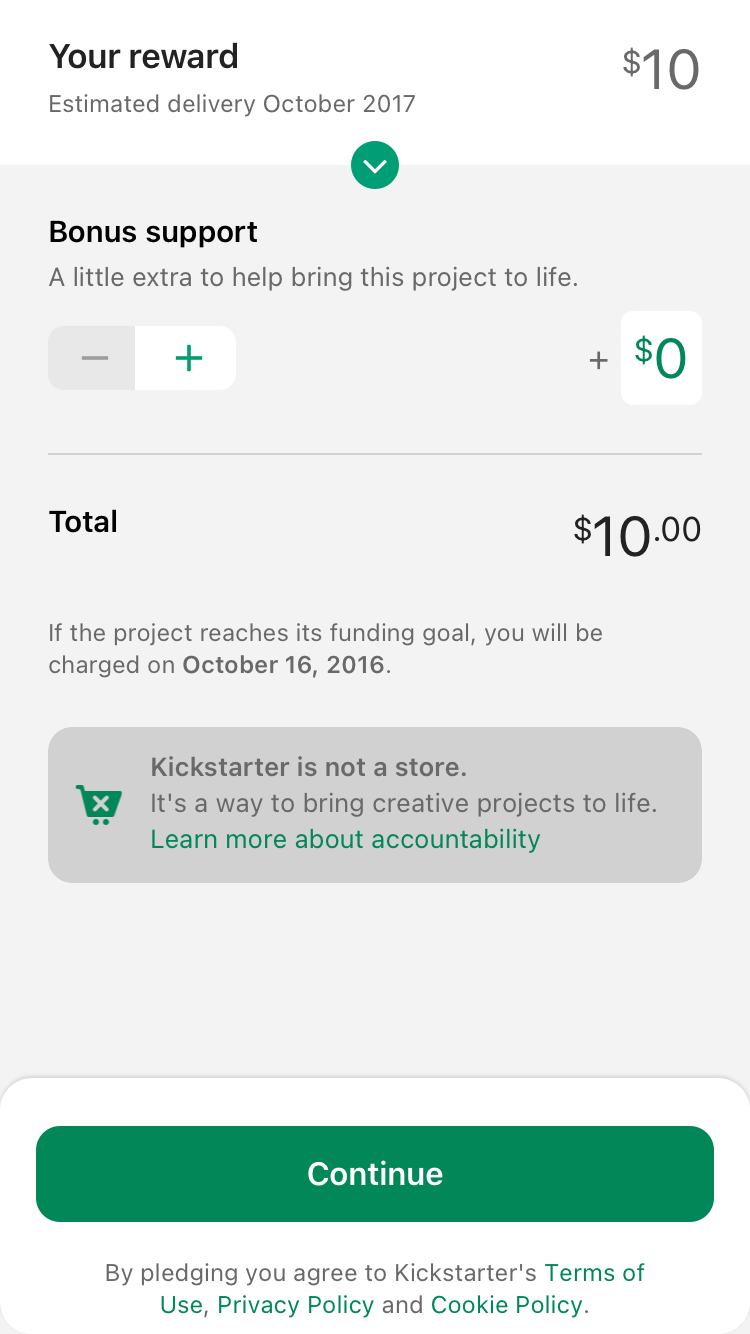 Your reward
$10
Estimated delivery October 2017
Bonus support
A little extra to help bring this project to life.
− +
+ $0
Total
$10.00
If the project reaches its funding goal, you will be
charged on October 16, 2016.
Kickstarter is not a store.
It's a way to bring creative projects to life.
Learn more about accountability
Continue
By pledging you agree to Kickstarter's Terms of
Use, Privacy Policy and Cookie Policy.